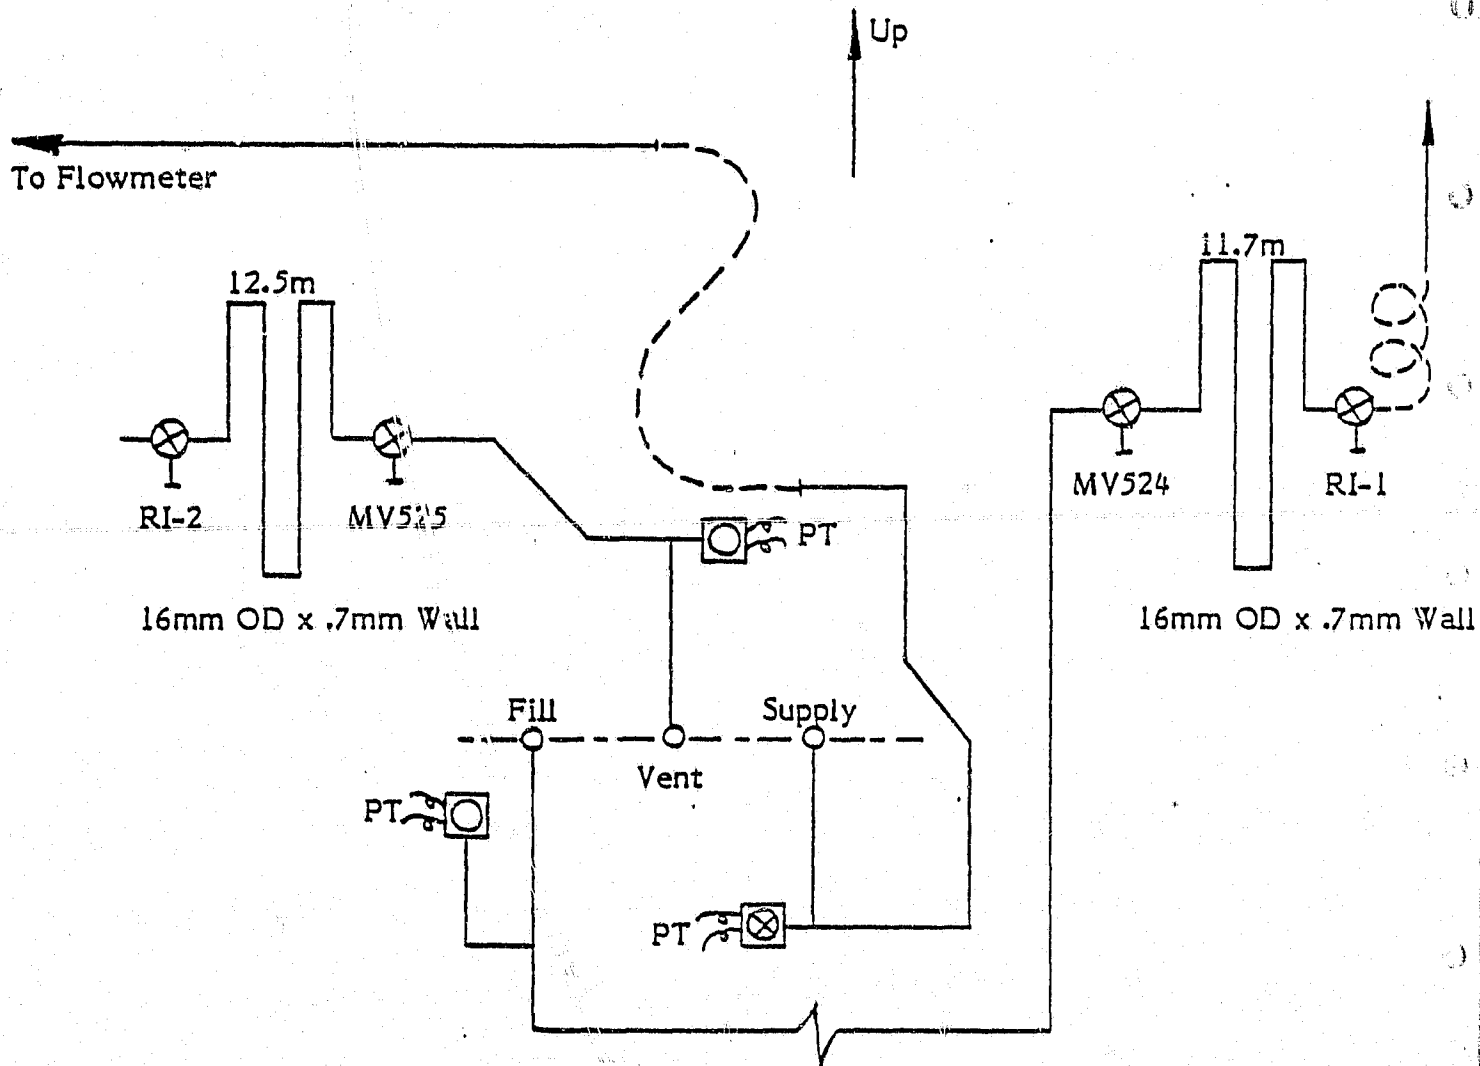 Up
To Flowmeter
11.7m
12.5m
MV524
RI-1
RI-2
MV525
PT
16mm OD x .7mm Wall
16mm OD x .7mm Wall
Fill
Supply
Vent
PT
PT